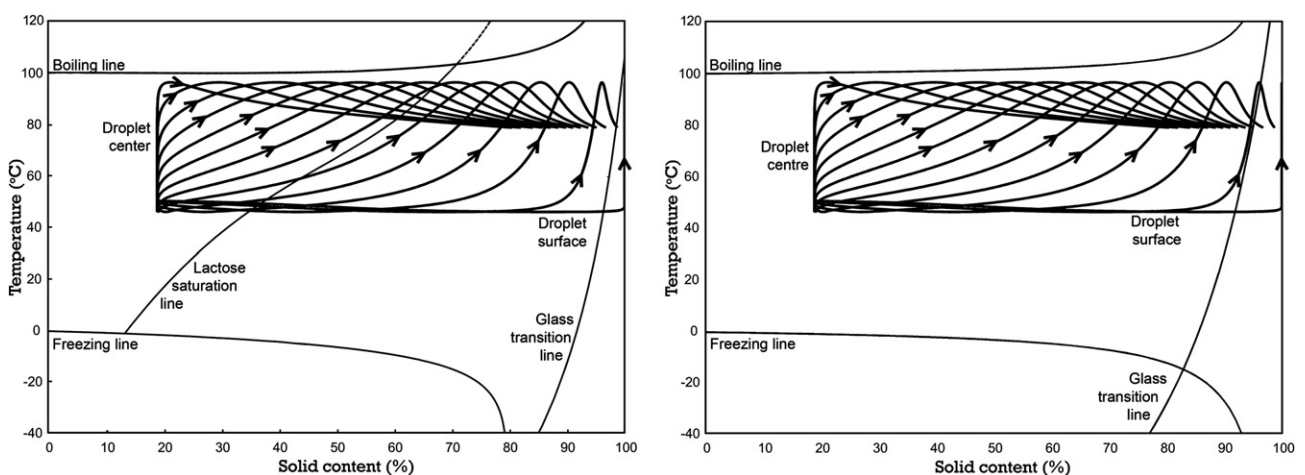 120
100
80
60
40
20
0
-20
-40
Temperature (°C)
Boiling line
Droplet
center
Droplet
surface
Lactose
saturation
line
Glass
transition
line
Freezing line
0 10 20 30 40 50 60 70 80 90 100
Solid content (%)
120
100
80
60
40
20
0
-20
-40
Temperature (°C)
Boiling line
Droplet
centre
Droplet
surface
Freezing line
Glass
transition
line
0 10 20 30 40 50 60 70 80 90 100
Solid content (%)